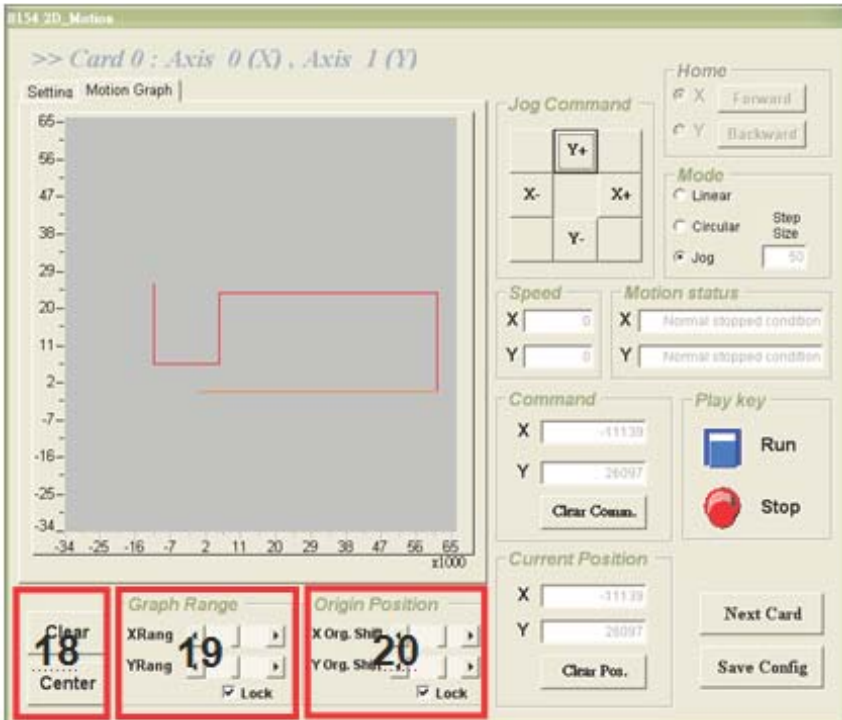 8154 2D_Motion
>> Card 0 : Axis 0 (X) , Axis 1 (Y)
Setting Motion Graph
65
56
47
38
29
20
11
2
-7
-16
-25
-34
-34 -25 -16 -7 2 11 20 29 38 47 56 65
x1000
Jog Command
Y+
X- X+
Y-
Home
X Forward
Y Backward
Mode
Linear
Circular
Jog
Step
Size
50
Speed
X 0
Y 0
Motion status
X Normal stopped condition
Y Normal stopped condition
Command
X -11139
Y 26097
Clear Comm.
Play key
Run
Stop
Current Position
X -11139
Y 26097
Clear Pos.
Next Card
Save Config
Clear
18
Center
Graph Range
XRang
19
YRang
Lock
Origin Position
X Org. Shift
20
Y Org. Shift
Lock